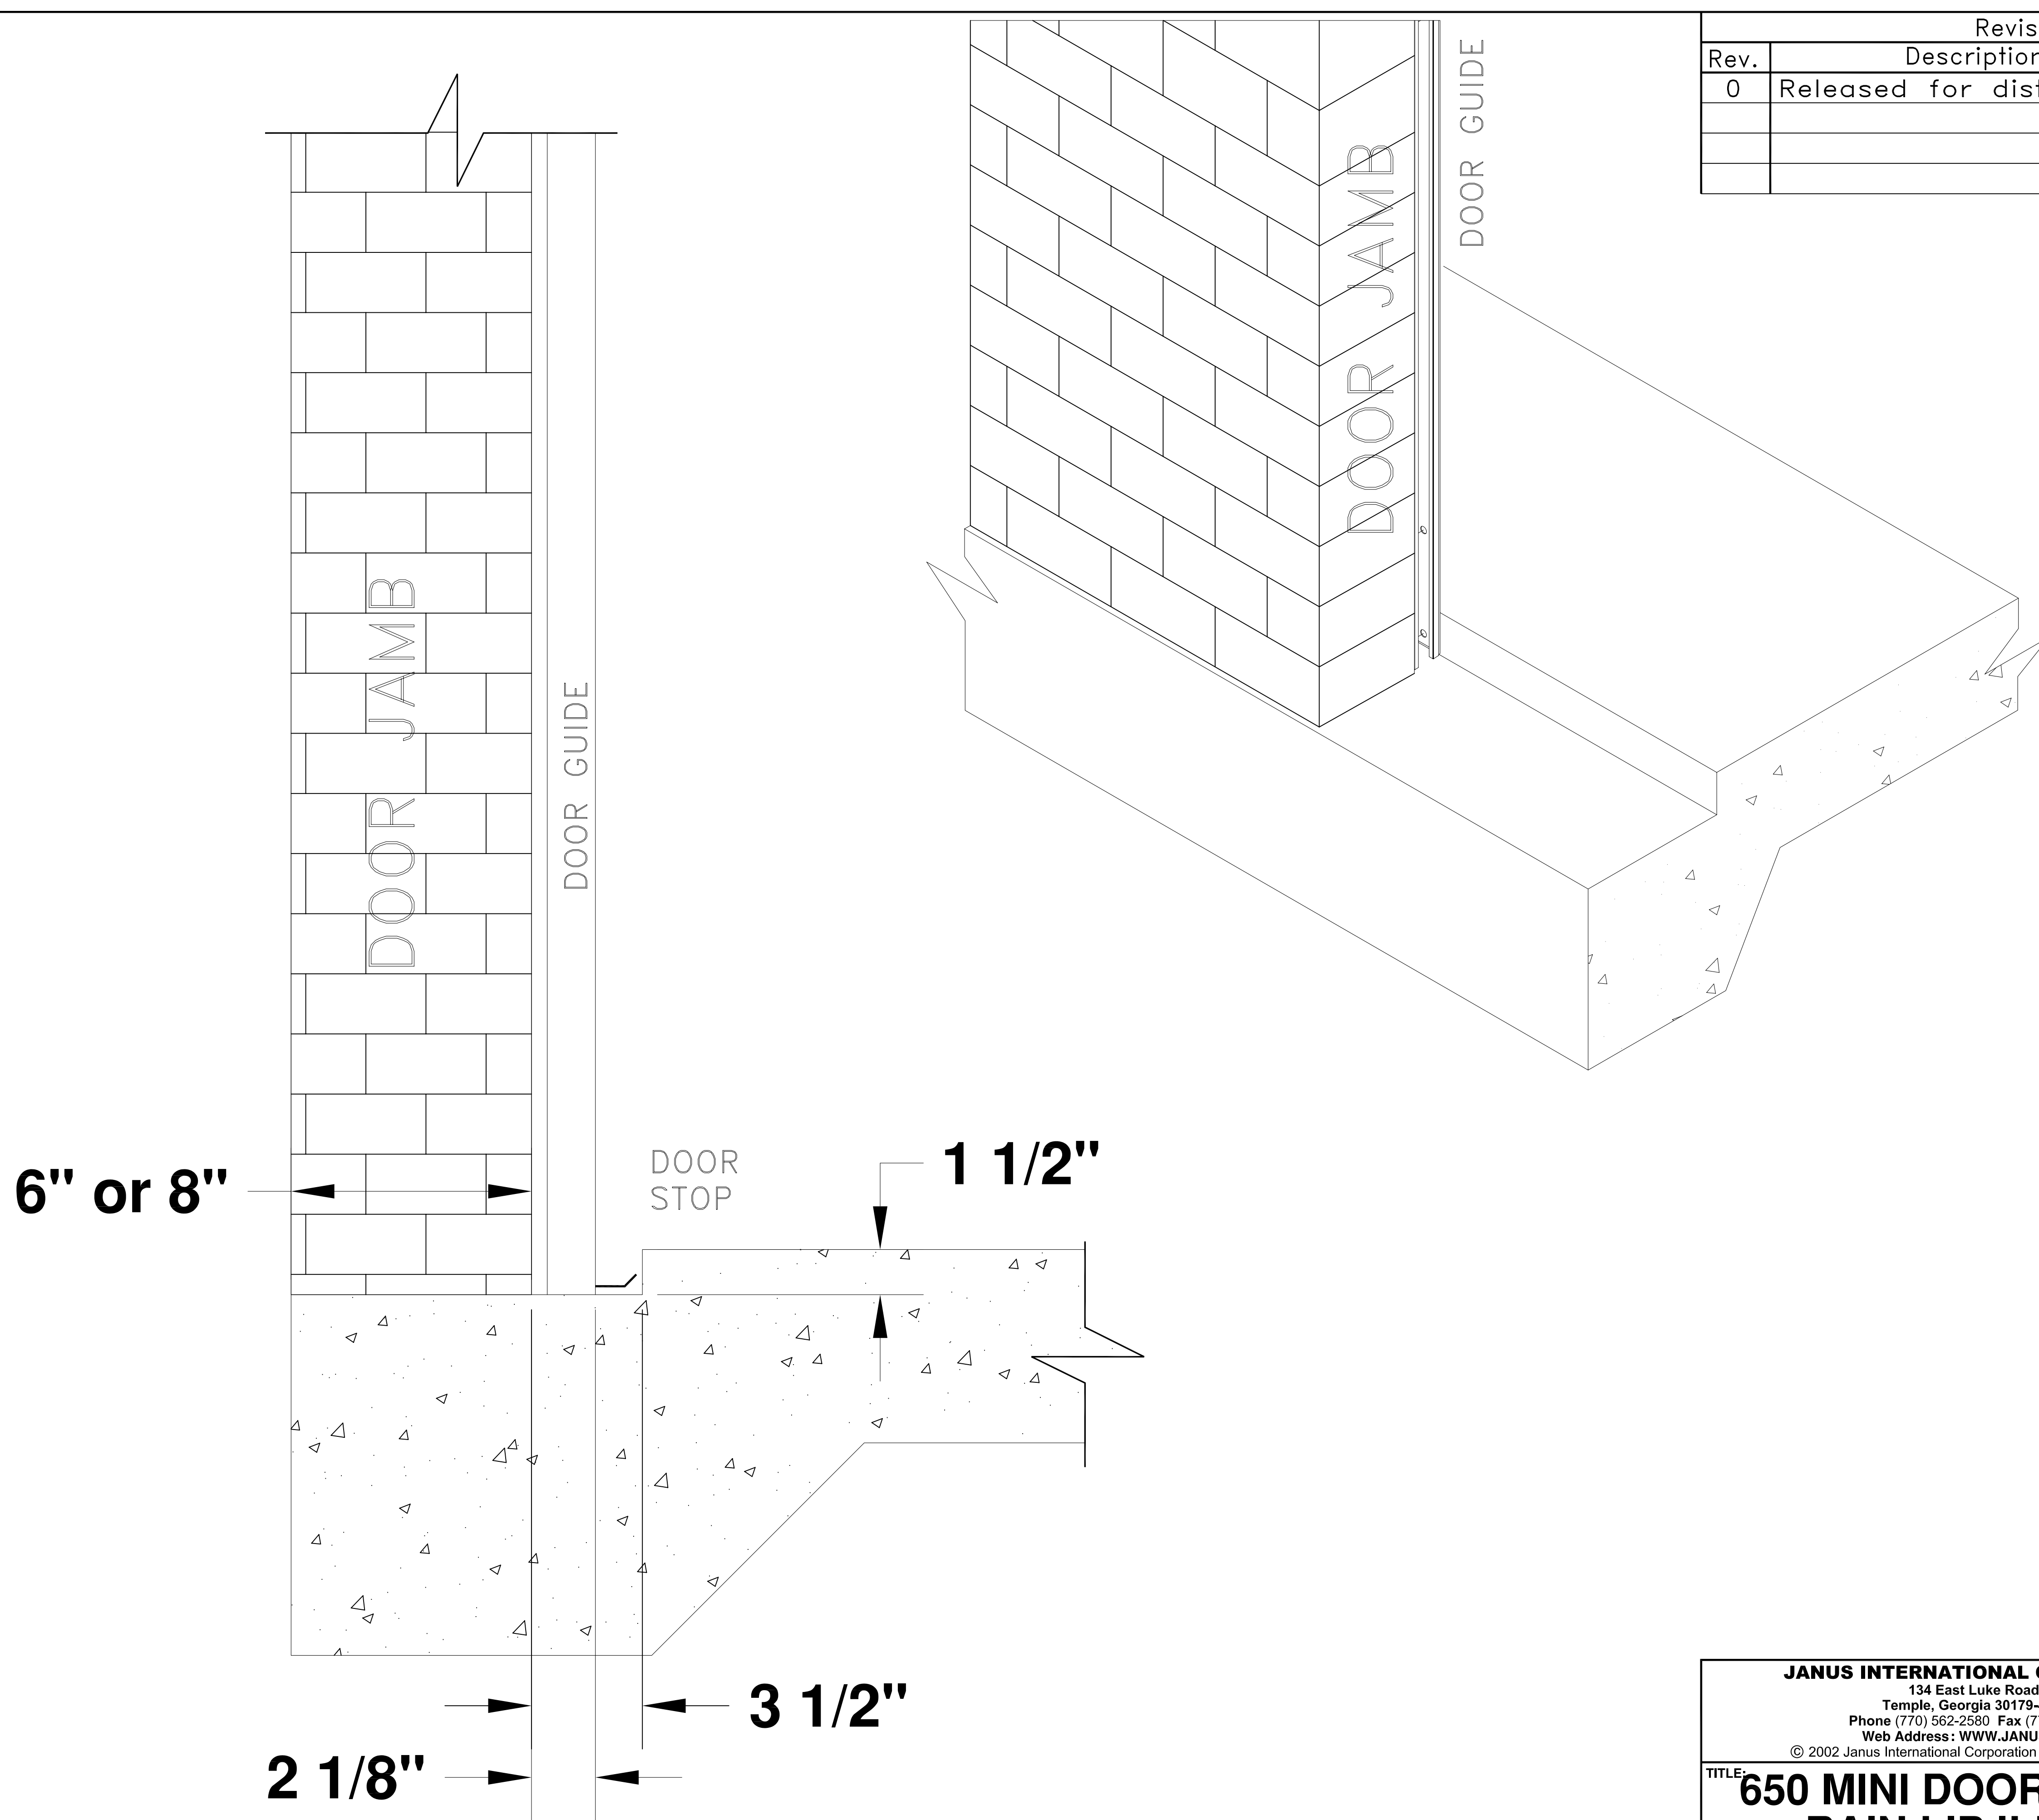 Rev.
Description
0 Released for
DOOR GUIDE
DOOR JAMB
DOOR JAMB
DOOR GUIDE
6" or 8"
DOOR
STOP
1 1/2"
3 1/2"
2 1/8"
JANUS INTERNATIONAL
134 East Luke Road
Temple, Georgia 30179-
Phone (770) 562-2580 Fax
Web Address: WWW.JANU
© 2002 Janus International Corporation
TITLE:
650 MINI DOOR